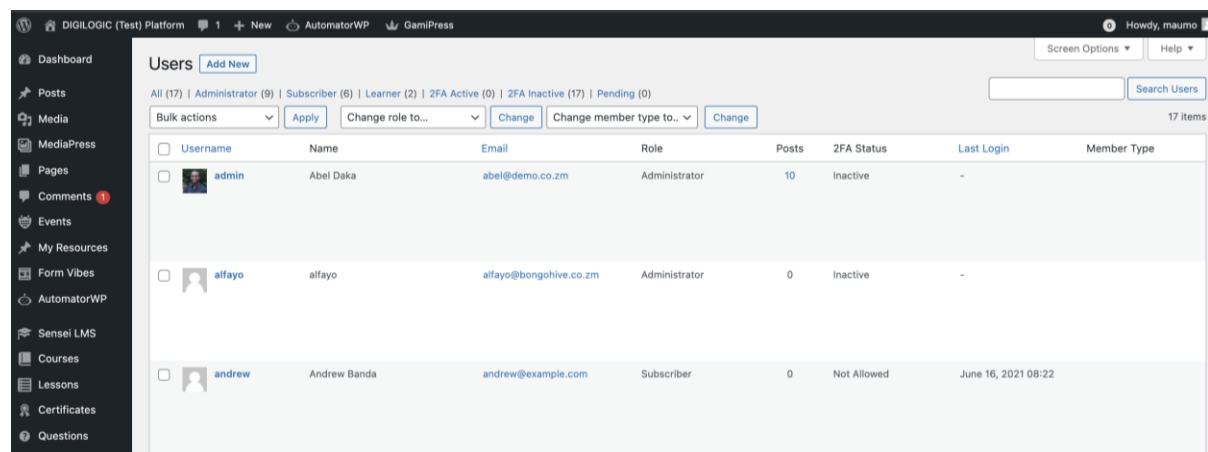 DIGILOGIC (Test) Platform 1 + New AutomatorWP GamiPress 0 Howdy, maumo
Screen Options ▼ Help ▼
Dashboard
Posts
Media
MediaPress
Pages
Comments 1
Events
My Resources
Form Vibes
AutomatorWP
Sensei LMS
Courses
Lessons
Certificates
Questions
Users Add New
All (17) | Administrator (9) | Subscriber (6) | Learner (2) | 2FA Active (0) | 2FA Inactive (17) | Pending (0)
Search Users
Bulk actions Apply Change role to... Change Change member type to.. Change 17 items
Username Name Email Role Posts 2FA Status Last Login Member Type
admin Abel Daka abel@demo.co.zm Administrator 10 Inactive -
alfayo alfayo alfayo@bongohive.co.zm Administrator 0 Inactive -
andrew Andrew Banda andrew@example.com Subscriber 0 Not Allowed June 16, 2021 08:22